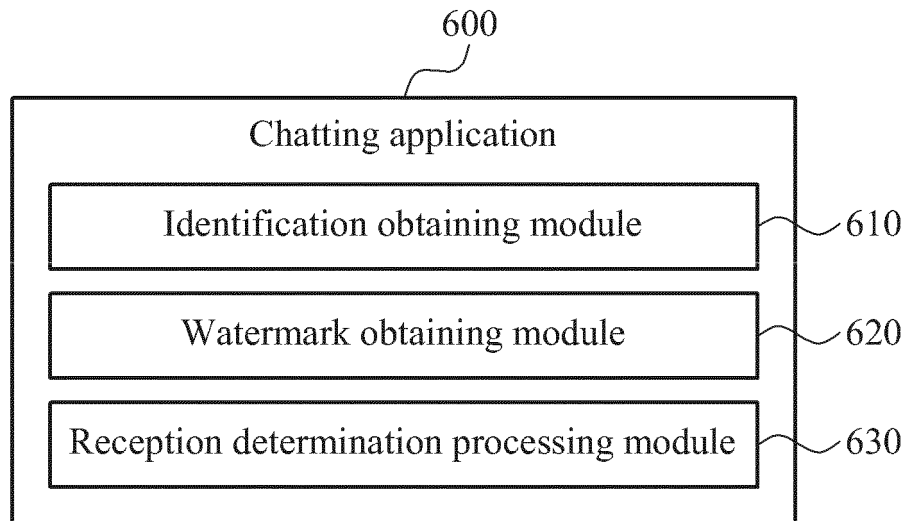 600
Chatting application
Identification obtaining module
610
Watermark obtaining module
620
Reception determination processing module
630